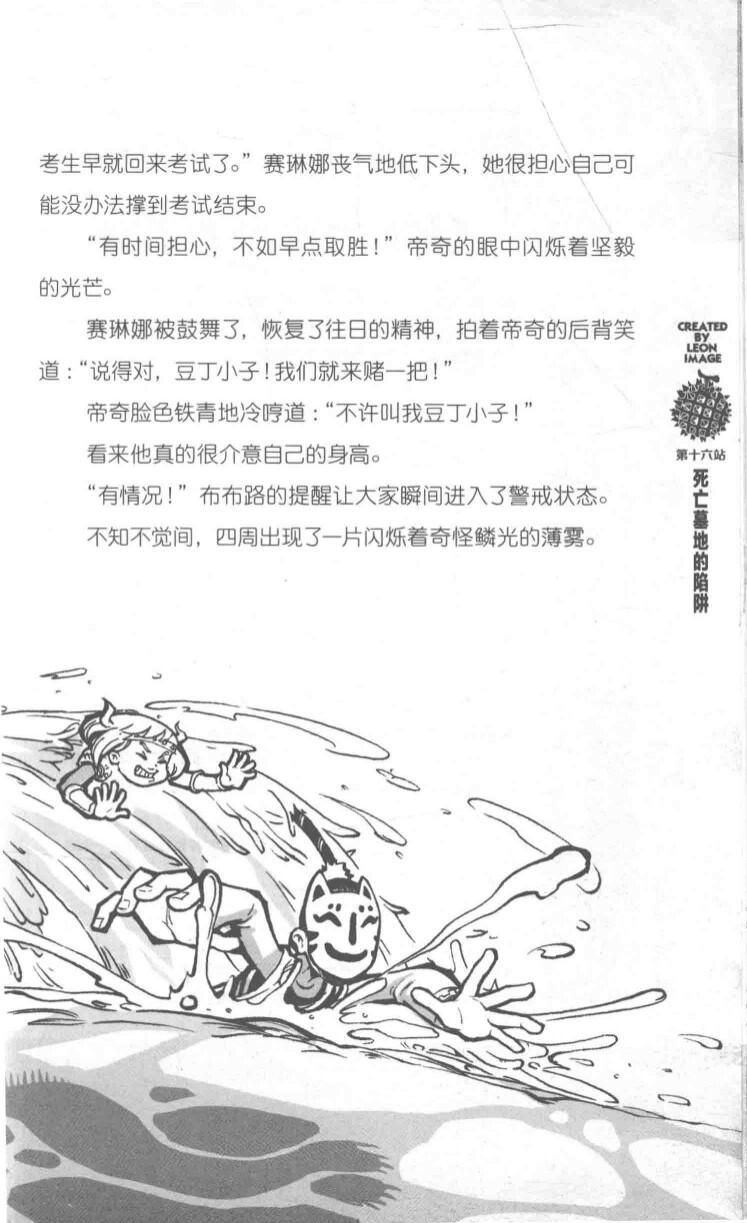 考生早就回来考试了。”赛琳娜丧气地低下头，她很担心自己可
能没办法撑到考试结束。
“有时间担心，不如早点取胜！”帝奇的眼中闪烁着坚毅
的光芒。
赛琳娜被鼓舞了，恢复了往日的精神，拍着帝奇的后背笑
道：“说得对，豆丁小子！我们就来赌一把！”
帝奇脸色铁青地冷哼道：“不许叫我豆丁小子！”
看来他真的很介意自己的身高。
“有情况！”布布路的提醒让大家瞬间进入了警戒状态。
不知不觉间，四周出现了一片闪烁着奇怪鳞光的薄雾。
CREATED
BY
LEON
IMAGE
第十六站
死亡墓地的陷阱